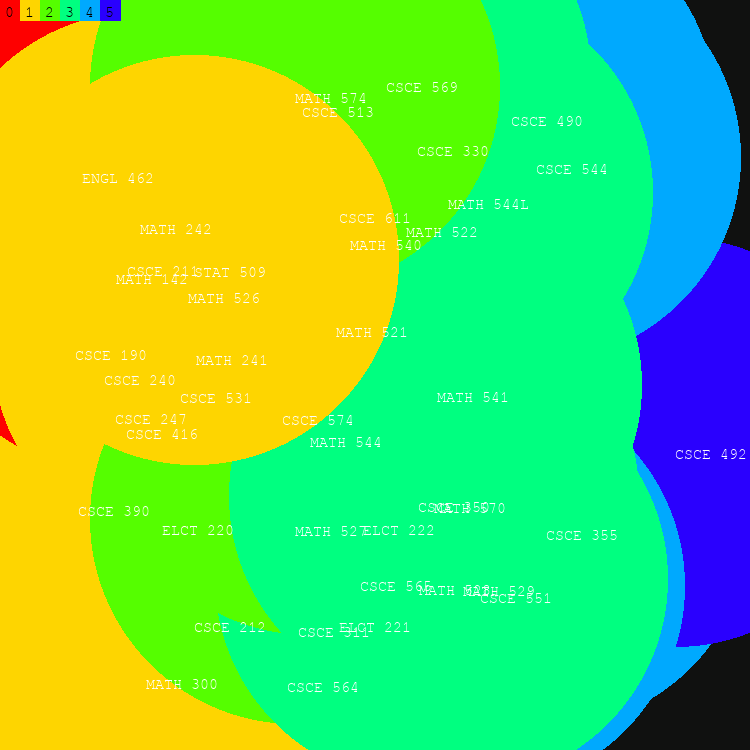 0 1 2 3 4 5
CSCE 569
MATH 574
CSCE 513
CSCE 490
CSCE 330
CSCE 544
ENGL 462
MATH 544L
CSCE 611
MATH 242
MATH 522
MATH 540
CSCE 211
STAT 509
MATH 142
MATH 526
MATH 521
CSCE 190
MATH 241
CSCE 240
MATH 541
CSCE 531
CSCE 247
CSCE 574
CSCE 416
MATH 544
CSCE 492
CSCE 350
MATH 570
CSCE 390
ELCT 220
MATH 527
ELCT 222
CSCE 355
CSCE 565
MATH 529
CSCE 551
CSCE 212
CSCE 311
ELCT 221
MATH 300
CSCE 564